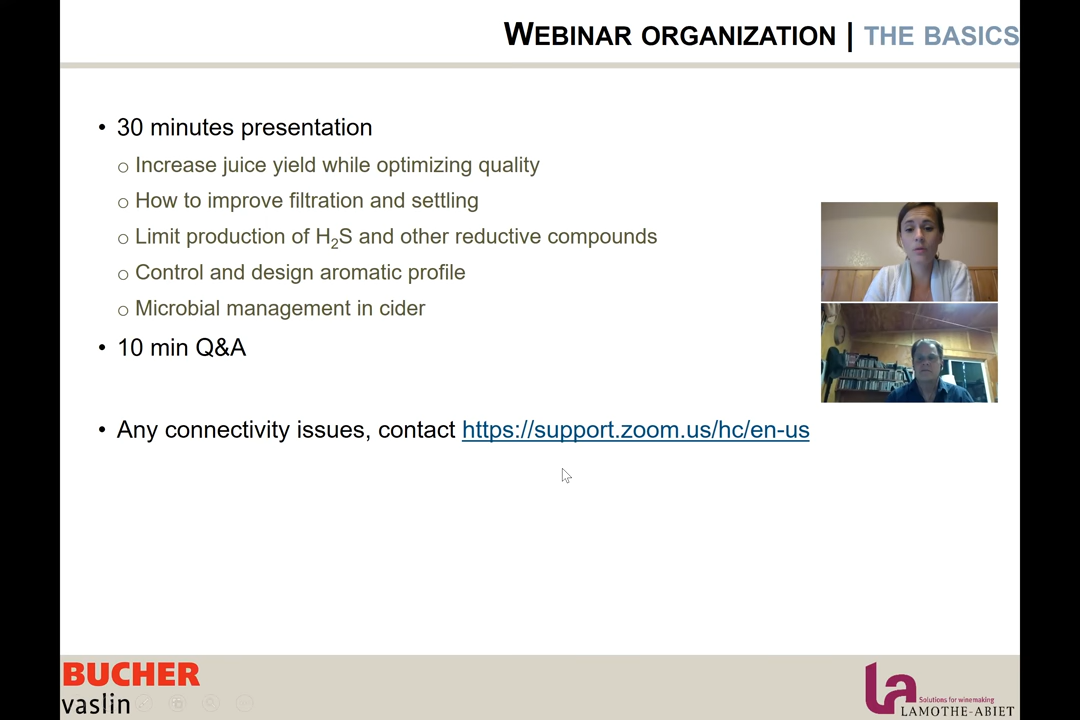 WEBINAR ORGANIZATION | THE BASICS
• 30 minutes presentation
o Increase juice yield while optimizing quality
o How to improve filtration and settling
o Limit production of H₂S and other reductive compounds
o Control and design aromatic profile
o Microbial management in cider
• 10 min Q&A
• Any connectivity issues, contact https://support.zoom.us/hc/en-us
BUCHER
vaslin
la
Solutions for winemaking
LAMOTHE-ABIET